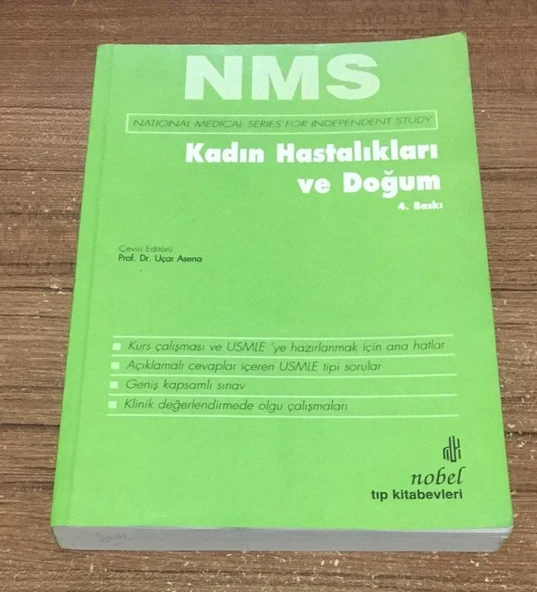 NMS
NATIONAL MEDICAL SERIES FOR INDEPENDENT STUDY
Kadın Hastalıkları
ve Doğum
4. Baskı
Çeviri Editörü
Prof. Dr. Uçar Asena
Kurs çalışması ve USMLE 'ye hazırlanmak için ana hatlar
Açıklamalı cevaplar içeren USMLE tipi sorular
Geniş kapsamlı sınav
Klinik değerlendirmede olgu çalışmaları
nobel
tıp kitabevleri